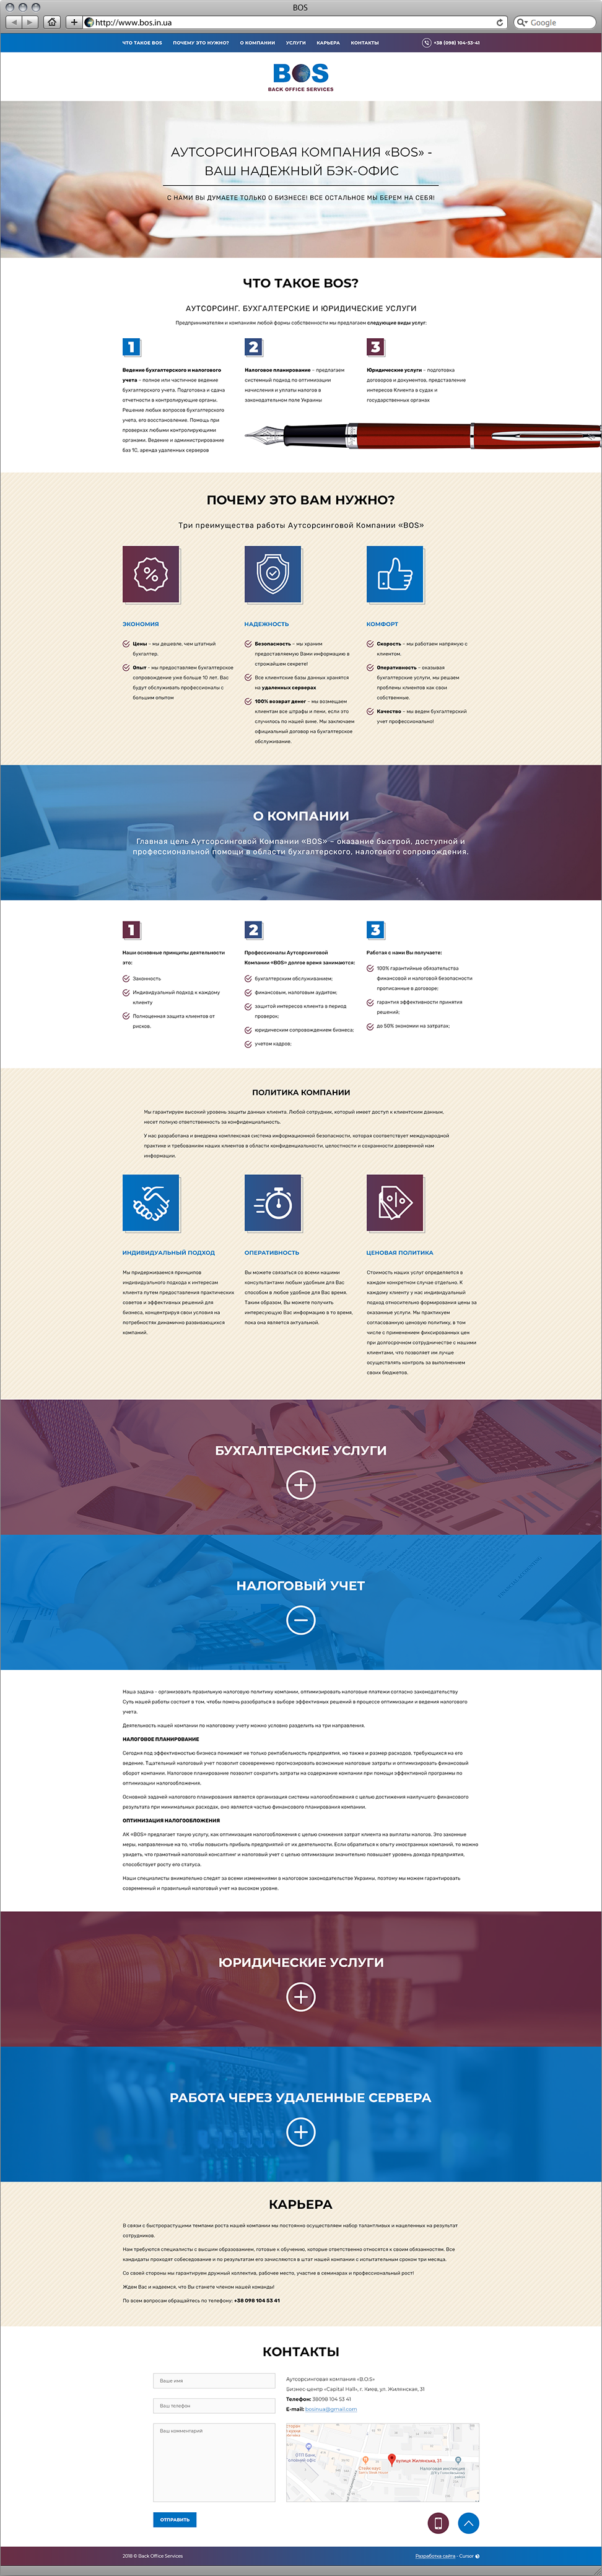 BOS
http://www.bos.in.ua
Google
ЧТО ТАКОЕ BOS ПОЧЕМУ ЭТО НУЖНО? О КОМПАНИИ УСЛУГИ КАРЬЕРА КОНТАКТЫ +38 (098) 104-53-41
BOS
BACK OFFICE SERVICES
АУТСОРСИНГОВАЯ КОМПАНИЯ «BOS» -
ВАШ НАДЕЖНЫЙ БЭК-ОФИС
С НАМИ ВЫ ДУМАЕТЕ ТОЛЬКО О БИЗНЕСЕ! ВСЕ ОСТАЛЬНОЕ МЫ БЕРЕМ НА СЕБЯ!
ЧТО ТАКОЕ BOS?
АУТСОРСИНГ. БУХГАЛТЕРСКИЕ И ЮРИДИЧЕСКИЕ УСЛУГИ
Предпринимателям и компаниям любой формы собственности мы предлагаем следующие виды услуг:
1
Ведение бухгалтерского и налогового
учета – полное или частичное ведение
бухгалтерского учета. Подготовка и сдача
отчетности в контролирующие органы.
Решение любых вопросов бухгалтерского
учета, его восстановление. Помощь при
проверках любыми контролирующими
органами. Ведение и администрирование
баз 1С, аренда удаленных серверов
2
Налоговое планирование – предлагаем
системный подход по оптимизации
начисления и уплаты налогов в
законодательном поле Украины
3
Юридические услуги – подготовка
договоров и документов, представление
интересов Клиента в судах и
государственных органах
ПОЧЕМУ ЭТО ВАМ НУЖНО?
Три преимущества работы Аутсорсинговой Компании «BOS»
ЭКОНОМИЯ
Цены – мы дешевле, чем штатный
бухгалтер.
Опыт – мы предоставляем бухгалтерское
сопровождение уже больше 10 лет. Вас
будут обслуживать профессионалы с
большим опытом
НАДЕЖНОСТЬ
Безопасность – мы храним
предоставляемую Вами информацию в
строжайшем секрете!
Все клиентские базы данных хранятся
на удаленных серверах
100% возврат денег – мы возмещаем
клиентам все штрафы и пени, если это
случилось по нашей вине. Мы заключаем
официальный договор на бухгалтерское
обслуживание.
КОМФОРТ
Скорость – мы работаем напрямую с
клиентом.
Оперативность – оказывая
бухгалтерские услуги, мы решаем
проблемы клиентов как свои
собственные.
Качество – мы ведем бухгалтерский
учет профессионально!
О КОМПАНИИ
Главная цель Аутсорсинговой Компании «BOS» – оказание быстрой, доступной и
профессиональной помощи в области бухгалтерского, налогового сопровождения.
1
Наши основные принципы деятельности
это:
Законность
Индивидуальный подход к каждому
клиенту
Полноценная защита клиентов от
рисков.
2
Профессионалы Аутсорсинговой
Компании «BOS» долгое время занимаются:
бухгалтерским обслуживанием;
финансовым, налоговым аудитом;
защитой интересов клиента в период
проверок;
юридическим сопровождением бизнеса;
учетом кадров;
3
Работая с нами Вы получаете:
100% гарантийные обязательства
финансовой и налоговой безопасности
прописанные в договоре;
гарантия эффективности принятия
решений;
до 50% экономии на затратах;
ПОЛИТИКА КОМПАНИИ
Мы гарантируем высокий уровень защиты данных клиента. Любой сотрудник, который имеет доступ к клиентским данным,
несет полную ответственность за конфиденциальность.
У нас разработана и внедрена комплексная система информационной безопасности, которая соответствует международной
практике и требованиям наших клиентов в области конфиденциальности, целостности и сохранности доверенной нам
информации.
ИНДИВИДУАЛЬНЫЙ ПОДХОД
Мы придерживаемся принципов
индивидуального подхода к интересам
клиента путем предоставления практических
советов и эффективных решений для
бизнеса, концентрируя свои условия на
потребностях динамично развивающихся
компаний.
ОПЕРАТИВНОСТЬ
Вы можете связаться со всеми нашими
консультантами любым удобным для Вас
способом в любое удобное для Вас время.
Таким образом, Вы можете получить
интересующую Вас информацию в то время,
пока она является актуальной.
ЦЕНОВАЯ ПОЛИТИКА
Стоимость наших услуг определяется в
каждом конкретном случае отдельно. К
каждому клиенту у нас индивидуальный
подход относительно формирования цены за
оказанные услуги. Мы практикуем
согласованную ценовую политику, в том
числе с применением фиксированных цен
при долгосрочном сотрудничестве с нашими
клиентами, что позволяет им лучше
осуществлять контроль за выполнением
своих бюджетов.
БУХГАЛТЕРСКИЕ УСЛУГИ
НАЛОГОВЫЙ УЧЕТ
Наша задача - организовать правильную налоговую политику компании, оптимизировать налоговые платежи согласно законодательству
Суть нашей работы состоит в том, чтобы помочь разобраться в выборе эффективных решений в процессе оптимизации и ведения налогового
учета.
Деятельность нашей компании по налоговому учету можно условно разделить на три направления.
НАЛОГОВОЕ ПЛАНИРОВАНИЕ
Сегодня под эффективностью бизнеса понимают не только рентабельность предприятия, но также и размер расходов, требующихся на его
ведение. Тщательный налоговый учет позволит своевременно прогнозировать возможные налоговые затраты и оптимизировать финансовый
оборот компании. Налоговое планирование позволит сократить затраты на содержание компании при помощи эффективной программы по
оптимизации налогообложения.
Основной задачей налогового планирования является организация системы налогообложения с целью достижения наилучшего финансового
результата при минимальных расходах, оно является частью финансового планирования компании.
ОПТИМИЗАЦИЯ НАЛОГООБЛОЖЕНИЯ
АК «BOS» предлагает такую услугу, как оптимизация налогообложения с целью снижения затрат клиента на выплаты налогов. Это законные
меры, направленные на то, чтобы повысить прибыль предприятий от их деятельности. Если обратиться к опыту иностранных компаний, то можно
увидеть, что грамотный налоговый консалтинг и налоговый учет с целью оптимизации значительно повышает уровень дохода предприятия,
способствует росту его статуса.
Наши специалисты внимательно следят за всеми изменениями в налоговом законодательстве Украины, поэтому мы можем гарантировать
современный и правильный налоговый учет на высоком уровне.
ЮРИДИЧЕСКИЕ УСЛУГИ
РАБОТА ЧЕРЕЗ УДАЛЕННЫЕ СЕРВЕРА
КАРЬЕРА
В связи с быстрорастущими темпами роста нашей компании мы постоянно осуществляем набор талантливых и нацеленных на результат
сотрудников.
Нам требуются специалисты с высшим образованием, готовые к обучению, которые ответственно относятся к своим обязанностям. Все
кандидаты проходят собеседование и по результатам его зачисляются в штат нашей компании с испытательным сроком три месяца.
Со своей стороны мы гарантируем дружный коллектив, рабочее место, участие в семинарах и профессиональный рост!
Ждем Вас и надеемся, что Вы станете членом нашей команды!
По всем вопросам обращайтесь по телефону: +38 098 104 53 41
КОНТАКТЫ
Ваше имя
Ваш телефон
Ваш комментарий
ОТПРАВИТЬ
Аутсорсинговая компания «B.O.S»
Бизнес-центр «Capital Hall», г. Киев, ул. Жилянская, 31
Телефон: 38098 104 53 41
E-mail: bosinua@gmail.com
ОТП Банк,
улица Жилянська, 31
Налоговая инспекция
2018 © Back Office Services
Разработка сайта - Cursor